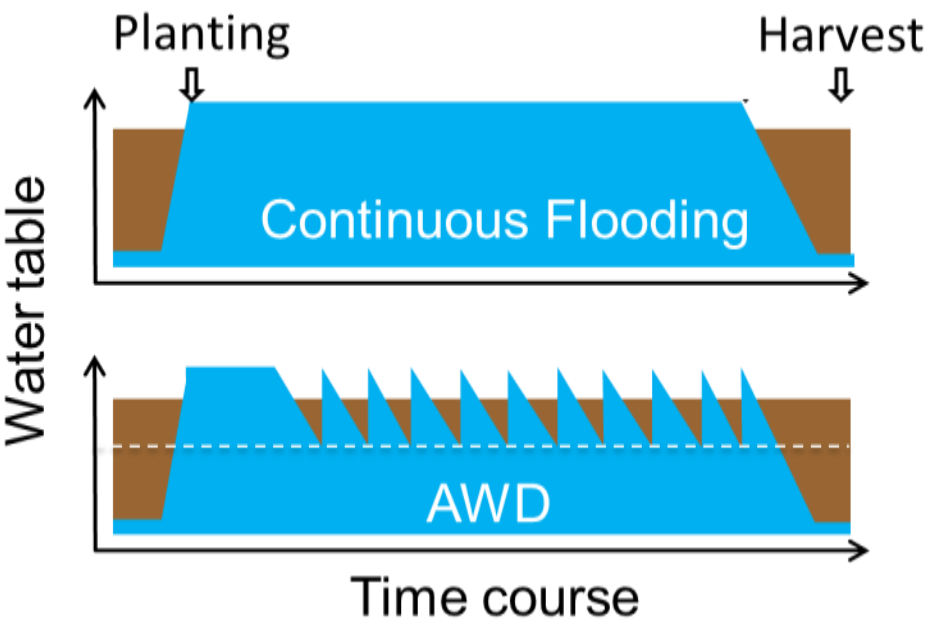 Planting
Harvest
Water table
Continuous Flooding
AWD
Time course